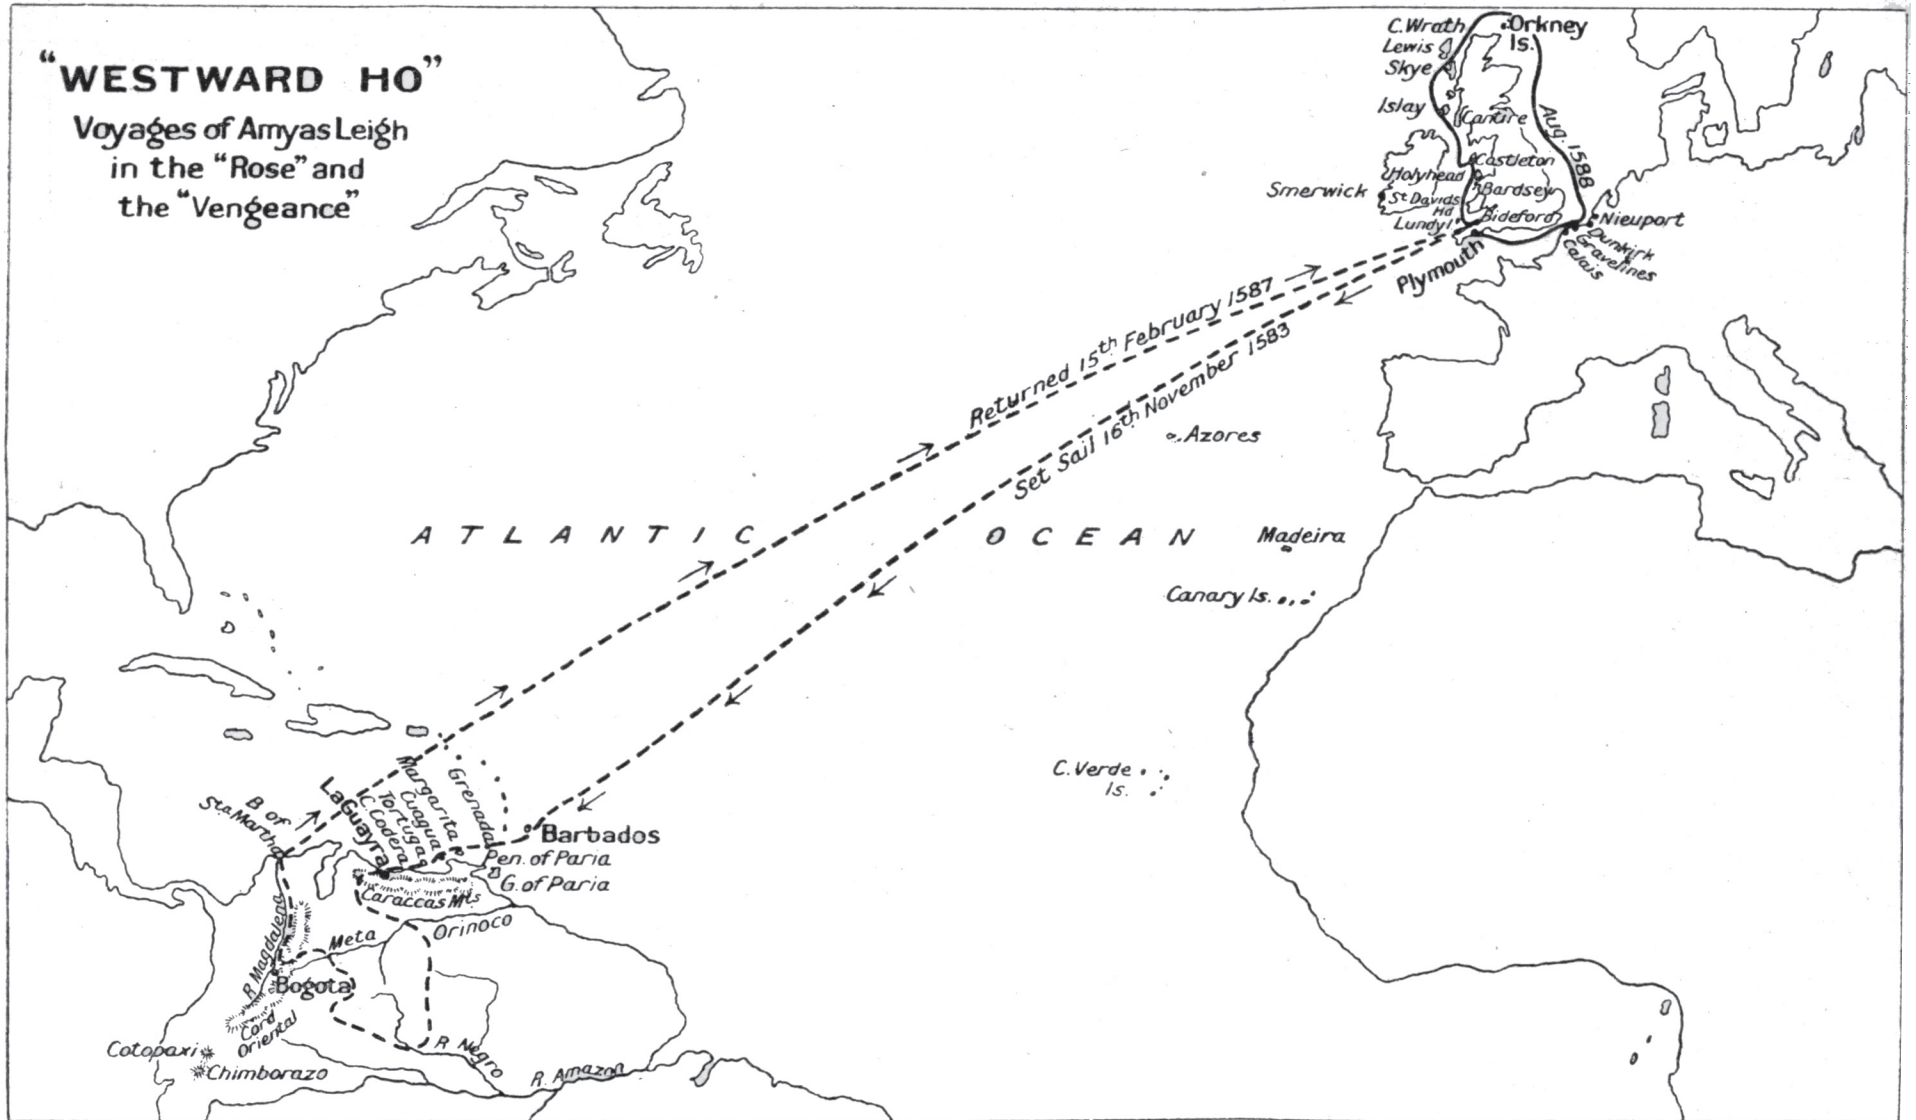 "WESTWARD HO"
Voyages of Amyas Leigh
in the "Rose" and
the "Vengeance"
C. Wrath
Orkney
Is.
Lewis
Skye
Islay
Cantire
Aug. 1588
Castleton
Holyhead
Bardsey
Smerwick
St Davids
Hd
Lundy I.
Bideford
Nieuport
Dunkirk
Gravelines
Calais
Plymouth
Returned 15th February 1587
Set Sail 16th November 1583
Azores
ATLANTIC OCEAN
Madeira
Canary Is.
C. Verde
Is.
B of
Sta Martha
La Guayra
C. Codera
Tortuga
Cuagua
Margarita
Grenada
Barbados
Pen. of Paria
G. of Paria
Caraccas Mts
Orinoco
Meta
R Magdalena
Bogota
Cord
Oriental
Cotopaxi
Chimborazo
R Negro
R. Amazon